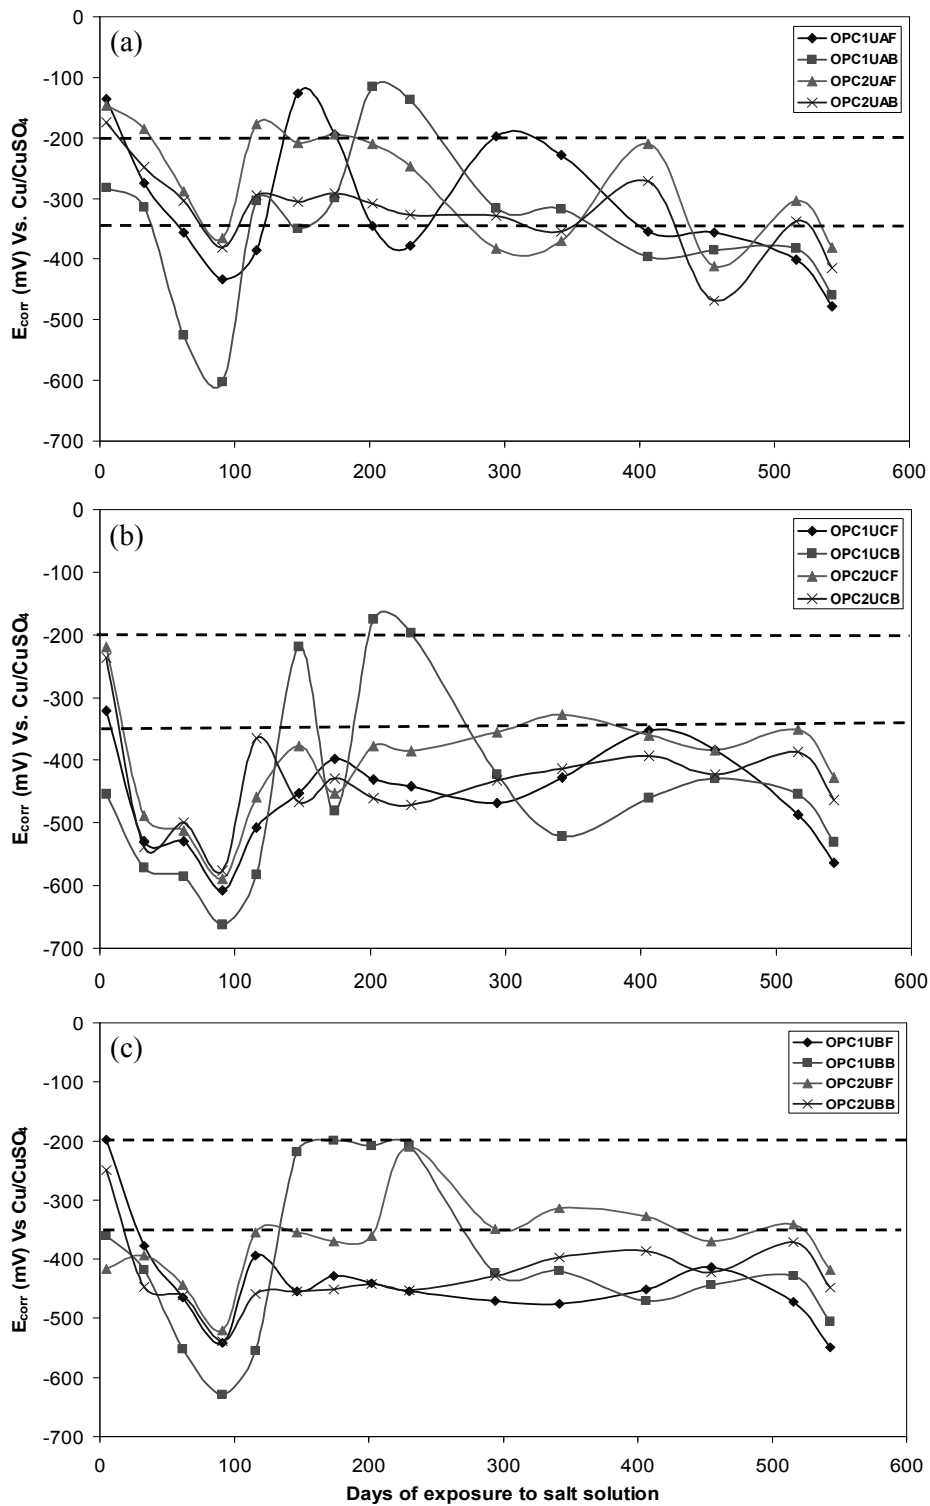 (a)
OPC1UAF
OPC1UAB
OPC2UAF
OPC2UAB
E_corr (mV) Vs. Cu/CuSO₄
0
-100
-200
-300
-400
-500
-600
-700
0 100 200 300 400 500 600
(b)
OPC1UCF
OPC1UCB
OPC2UCF
OPC2UCB
E_corr (mV) Vs. Cu/CuSO₄
0
-100
-200
-300
-400
-500
-600
-700
0 100 200 300 400 500 600
(c)
OPC1UBF
OPC1UBB
OPC2UBF
OPC2UBB
E_corr (mV) Vs Cu/CuSO₄
0
-100
-200
-300
-400
-500
-600
-700
0 100 200 300 400 500 600
Days of exposure to salt solution